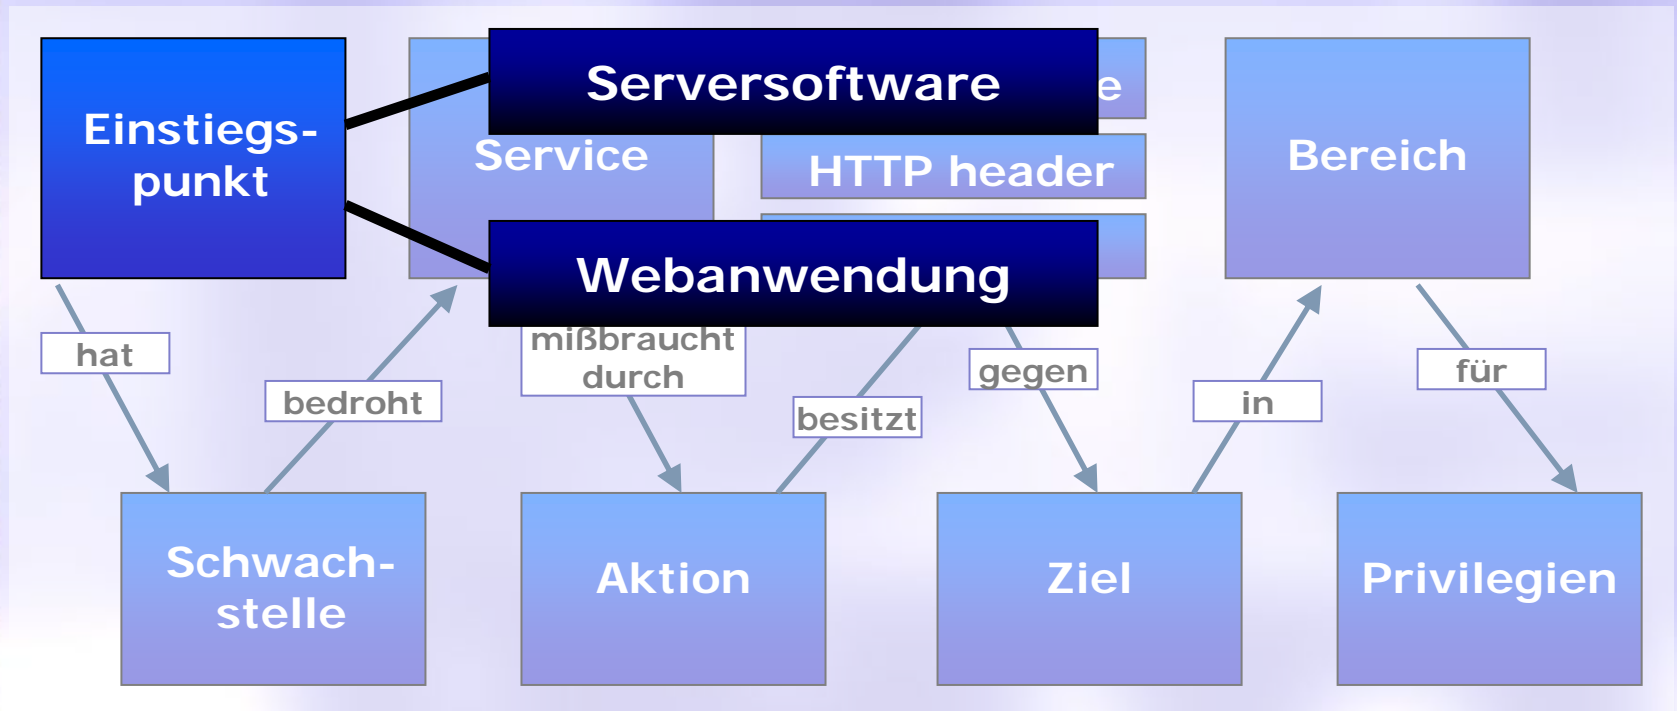 Einstiegs-
punkt
Serversoftware
e
Service
HTTP header
Webanwendung
Bereich
hat
bedroht
mißbraucht
durch
besitzt
gegen
in
für
Schwach-
stelle
Aktion
Ziel
Privilegien